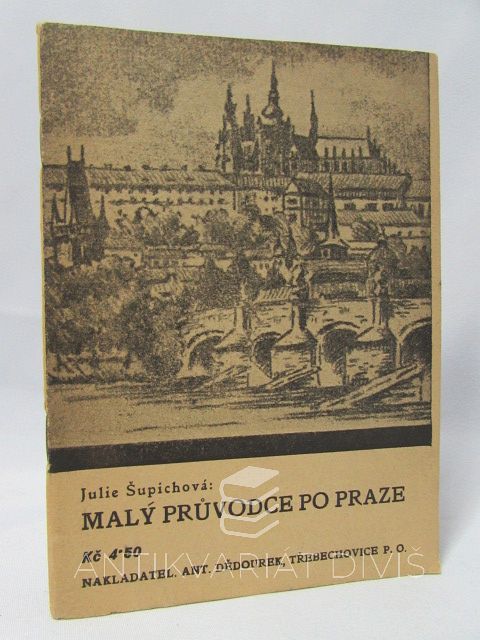 Julie Šupichová:
MALÝ PRŮVODCE PO PRAZE
Kč 4·50
ANTIKVARIÁT DIVIŠ
NAKLADATEL. ANT. DĚDOUREK, TŘEBECHOVICE P. O.